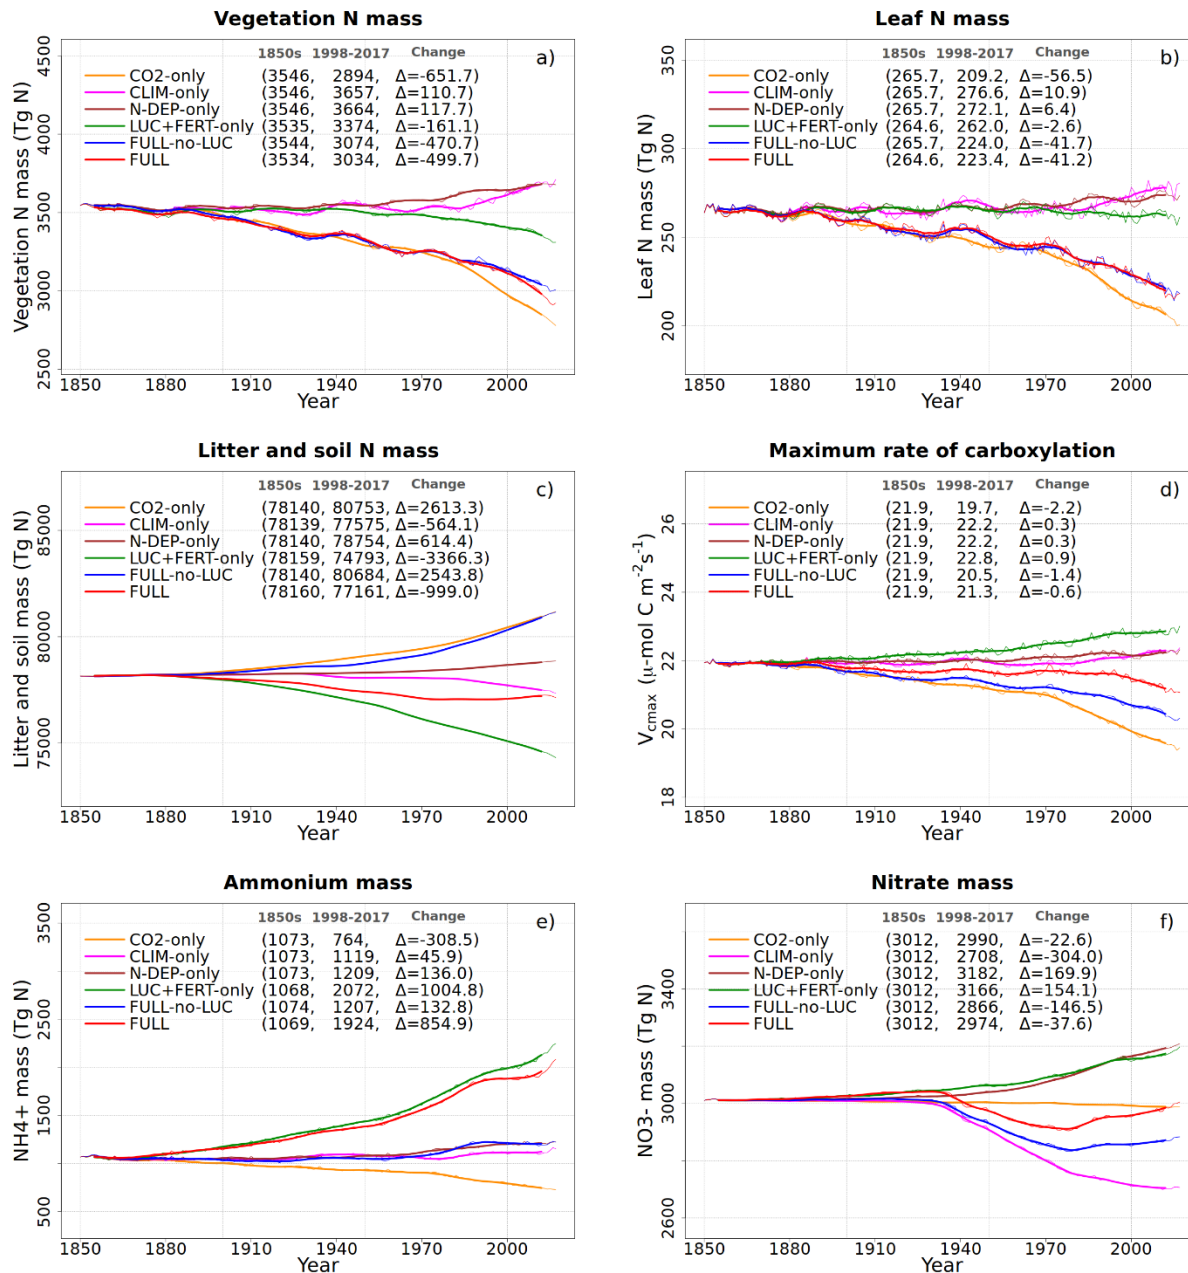 Vegetation N mass
1850s 1998-2017 Change
a)
CO2-only (3546, 2894, Δ=-651.7)
CLIM-only (3546, 3657, Δ=110.7)
N-DEP-only (3546, 3664, Δ=117.7)
LUC+FERT-only (3535, 3374, Δ=-161.1)
FULL-no-LUC (3544, 3074, Δ=-470.7)
FULL (3534, 3034, Δ=-499.7)
Vegetation N mass (Tg N)
4500
4000
3500
3000
2500
1850 1880 1910 1940 1970 2000
Year
Leaf N mass
1850s 1998-2017 Change
b)
CO2-only (265.7, 209.2, Δ=-56.5)
CLIM-only (265.7, 276.6, Δ=10.9)
N-DEP-only (265.7, 272.1, Δ=6.4)
LUC+FERT-only (264.6, 262.0, Δ=-2.6)
FULL-no-LUC (265.7, 224.0, Δ=-41.7)
FULL (264.6, 223.4, Δ=-41.2)
Leaf N mass (Tg N)
350
300
250
200
1850 1880 1910 1940 1970 2000
Year
Litter and soil N mass
1850s 1998-2017 Change
c)
CO2-only (78140, 80753, Δ=2613.3)
CLIM-only (78139, 77575, Δ=-564.1)
N-DEP-only (78140, 78754, Δ=614.4)
LUC+FERT-only (78159, 74793, Δ=-3366.3)
FULL-no-LUC (78140, 80684, Δ=2543.8)
FULL (78160, 77161, Δ=-999.0)
Litter and soil mass (Tg N)
85000
80000
75000
1850 1880 1910 1940 1970 2000
Year
Maximum rate of carboxylation
1850s 1998-2017 Change
d)
CO2-only (21.9, 19.7, Δ=-2.2)
CLIM-only (21.9, 22.2, Δ=0.3)
N-DEP-only (21.9, 22.2, Δ=0.3)
LUC+FERT-only (21.9, 22.8, Δ=0.9)
FULL-no-LUC (21.9, 20.5, Δ=-1.4)
FULL (21.9, 21.3, Δ=-0.6)
Vcmax (μ-mol C m-2s-1)
26
24
22
20
18
1850 1880 1910 1940 1970 2000
Year
Ammonium mass
1850s 1998-2017 Change
e)
CO2-only (1073, 764, Δ=-308.5)
CLIM-only (1073, 1119, Δ=45.9)
N-DEP-only (1073, 1209, Δ=136.0)
LUC+FERT-only (1068, 2072, Δ=1004.8)
FULL-no-LUC (1074, 1207, Δ=132.8)
FULL (1069, 1924, Δ=854.9)
NH4+ mass (Tg N)
3500
2500
1500
500
1850 1880 1910 1940 1970 2000
Year
Nitrate mass
1850s 1998-2017 Change
f)
CO2-only (3012, 2990, Δ=-22.6)
CLIM-only (3012, 2708, Δ=-304.0)
N-DEP-only (3012, 3182, Δ=169.9)
LUC+FERT-only (3012, 3166, Δ=154.1)
FULL-no-LUC (3012, 2866, Δ=-146.5)
FULL (3012, 2974, Δ=-37.6)
NO3- mass (Tg N)
3400
3000
2600
1850 1880 1910 1940 1970 2000
Year